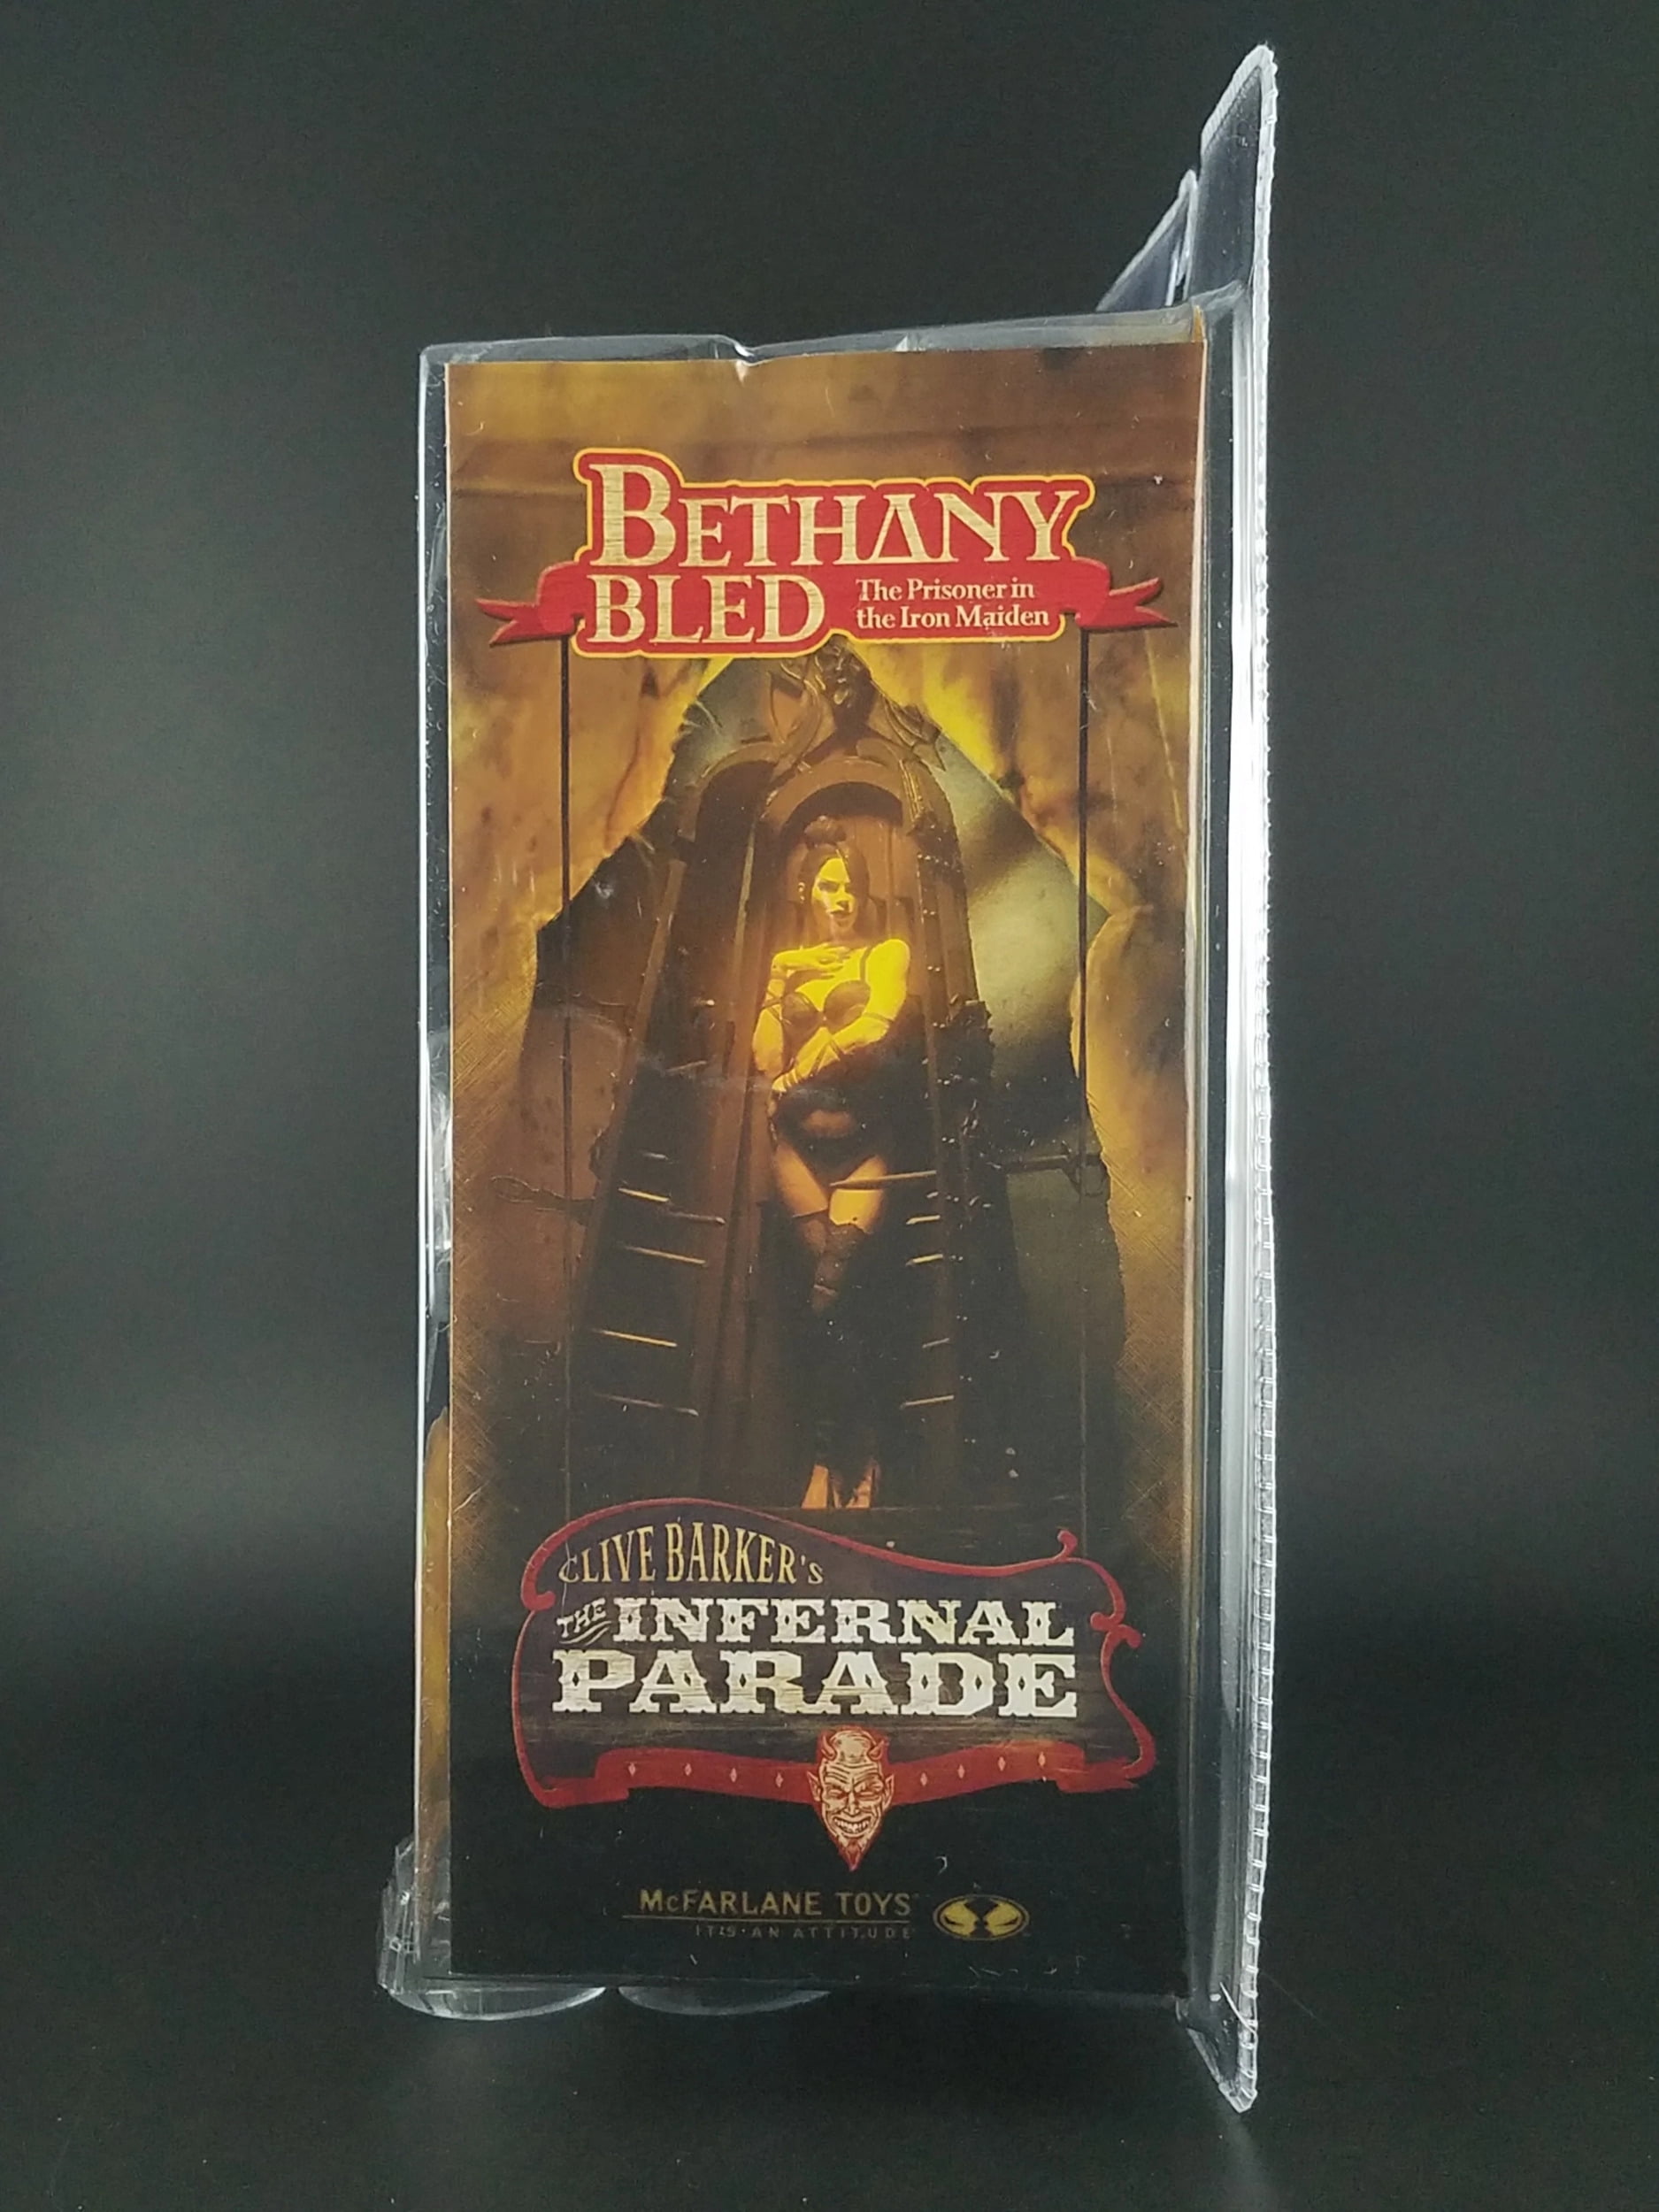 BETHANY
BLED
The Prisoner in
the Iron Maiden
CLIVE BARKER's
THE INFERNAL
PARADE
McFARLANE TOYS
IT'S AN ATTITUDE